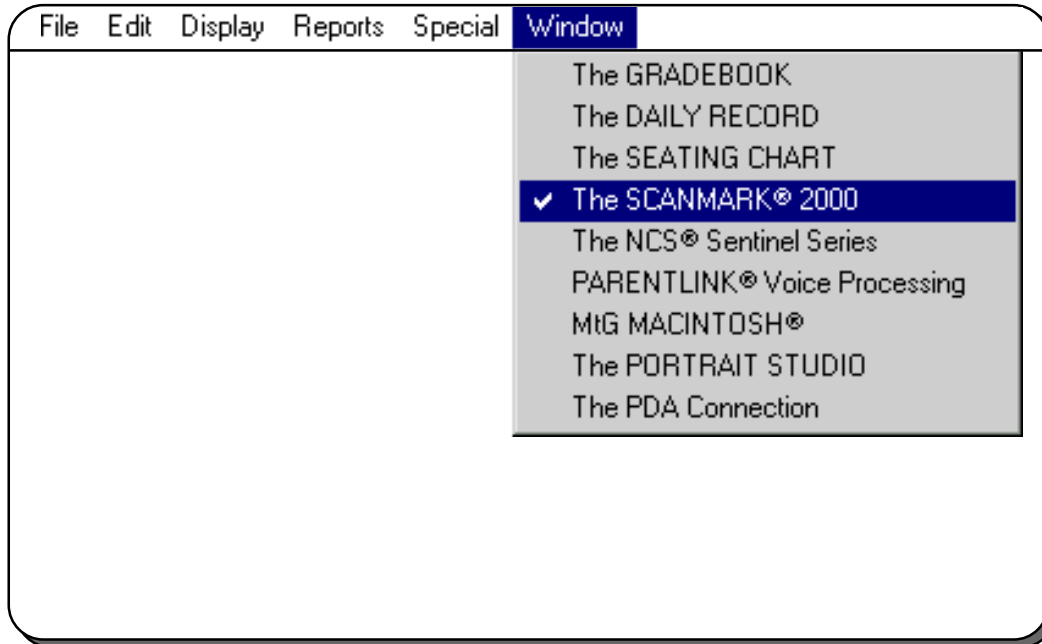 File Edit Display Reports Special Window
The GRADEBOOK
The DAILY RECORD
The SEATING CHART
✓ The SCANMARK® 2000
The NCS® Sentinel Series
PARENTLINK® Voice Processing
MtG MACINTOSH®
The PORTRAIT STUDIO
The PDA Connection